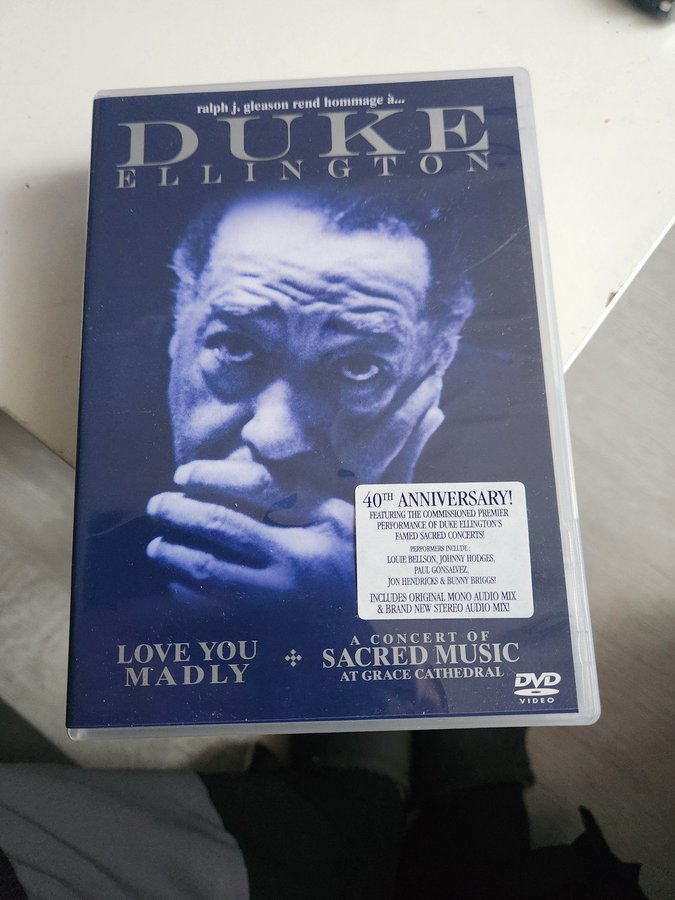 ralph j. gleason rend hommage à...
DUKE
ELLINGTON
40TH ANNIVERSARY!
FEATURING THE COMMISSIONED PREMIER
PERFORMANCE OF DUKE ELLINGTON'S
FAMED SACRED CONCERTS!
PERFORMERS INCLUDE :
LOUIE BELLSON, JOHNNY HODGES,
PAUL GONSALVEZ,
JON HENDRICKS & BUNNY BRIGGS!
INCLUDES ORIGINAL MONO AUDIO MIX
& BRAND NEW STEREO AUDIO MIX!
LOVE YOU
MADLY
A CONCERT OF
SACRED MUSIC
AT GRACE CATHEDRAL
DVD
VIDEO